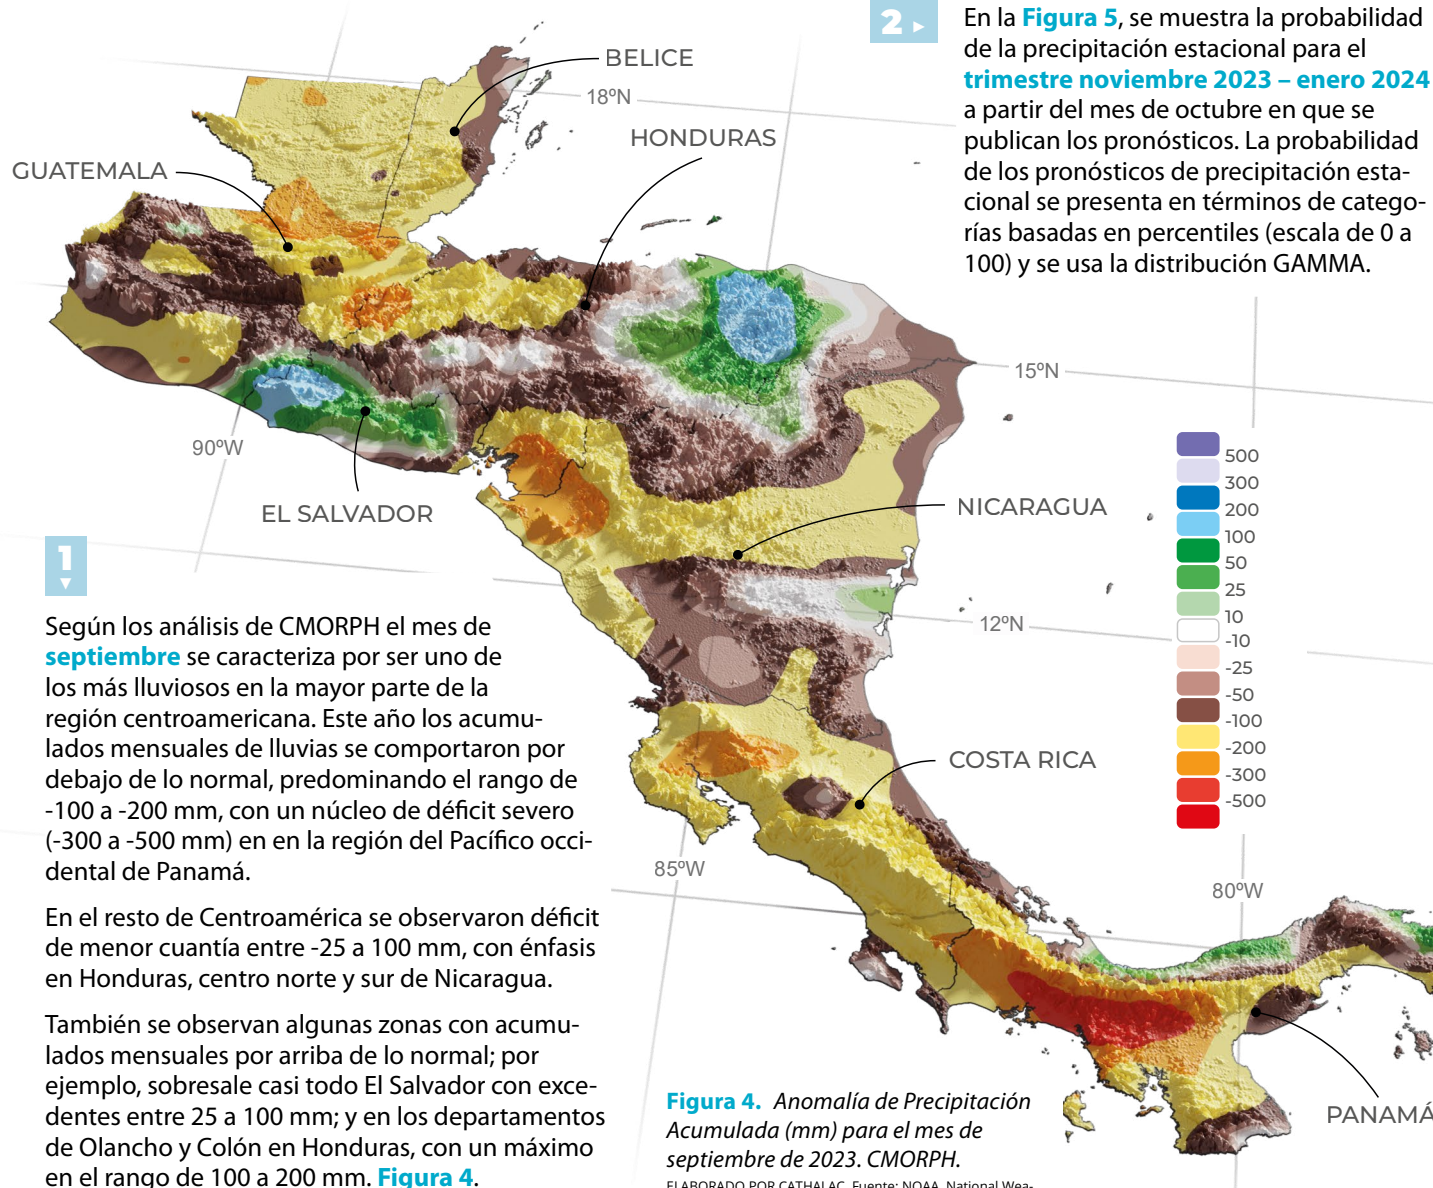 2
En la Figura 5, se muestra la probabilidad
de la precipitación estacional para el
trimestre noviembre 2023 – enero 2024
a partir del mes de octubre en que se
publican los pronósticos. La probabilidad
de los pronósticos de precipitación esta-
cional se presenta en términos de catego-
rías basadas en percentiles (escala de 0 a
100) y se usa la distribución GAMMA.
BELICE
18ºN
HONDURAS
GUATEMALA
15ºN
90ºW
EL SALVADOR
NICARAGUA
12ºN
COSTA RICA
85ºW
80ºW
PANAMÁ
500
300
200
100
50
25
10
-10
-25
-50
-100
-200
-300
-500
1
Según los análisis de CMORPH el mes de
septiembre se caracteriza por ser uno de
los más lluviosos en la mayor parte de la
región centroamericana. Este año los acumu-
lados mensuales de lluvias se comportaron por
debajo de lo normal, predominando el rango de
-100 a -200 mm, con un núcleo de déficit severo
(-300 a -500 mm) en en la región del Pacífico occi-
dental de Panamá.
En el resto de Centroamérica se observaron déficit
de menor cuantía entre -25 a 100 mm, con énfasis
en Honduras, centro norte y sur de Nicaragua.
También se observan algunas zonas con acumu-
lados mensuales por arriba de lo normal; por
ejemplo, sobresale casi todo El Salvador con exce-
dentes entre 25 a 100 mm; y en los departamentos
de Olancho y Colón en Honduras, con un máximo
en el rango de 100 a 200 mm. Figura 4.
Figura 4. Anomalía de Precipitación
Acumulada (mm) para el mes de
septiembre de 2023. CMORPH.
ELABORADO POR CATHALAC. Fuente: NOAA, National Wea-